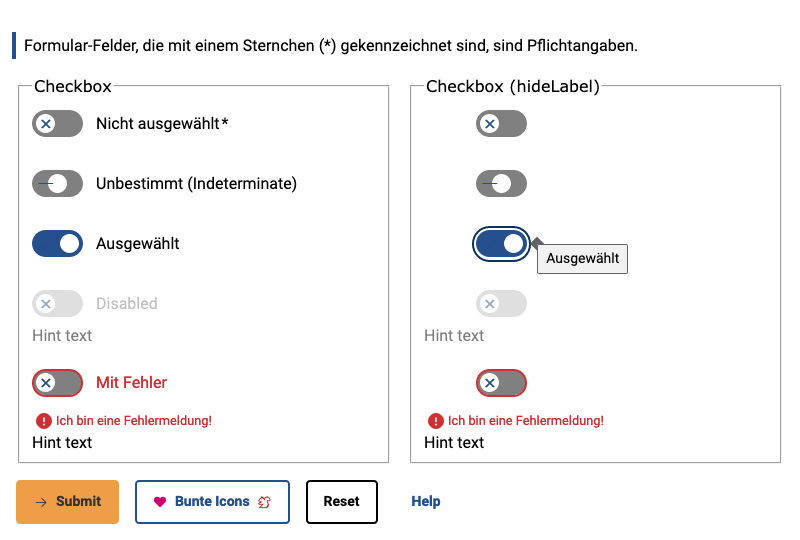 Formular-Felder, die mit einem Sternchen (*) gekennzeichnet sind, sind Pflichtangaben.
Checkbox
Nicht ausgewählt*
Unbestimmt (Indeterminate)
Ausgewählt
Disabled
Hint text
Mit Fehler
Ich bin eine Fehlermeldung!
Hint text
Checkbox (hideLabel)
Ausgewählt
Hint text
Ich bin eine Fehlermeldung!
Hint text
Submit
Bunte Icons
Reset
Help